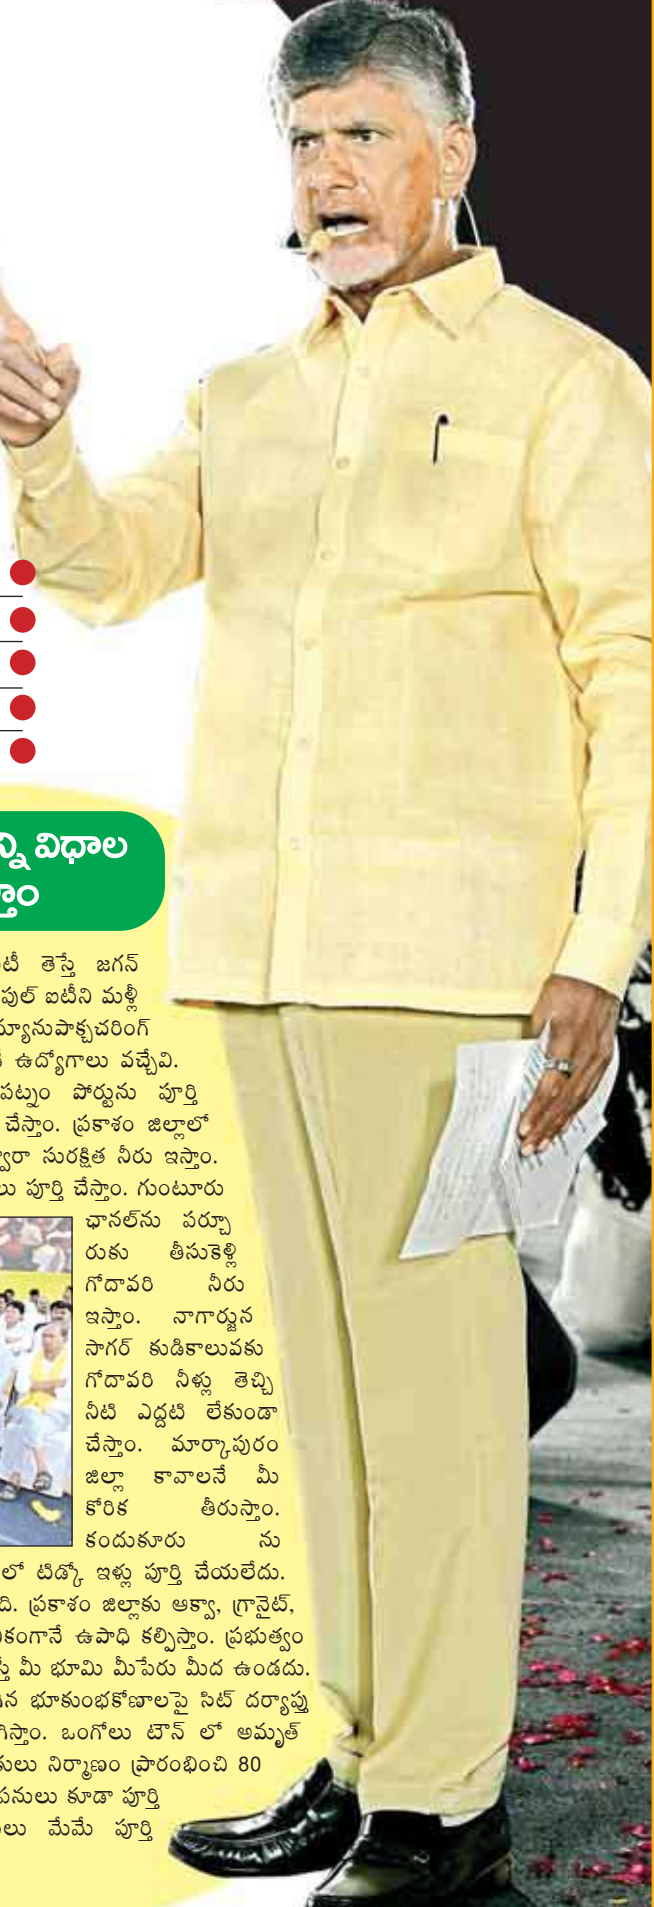 న్ని విధాల
స్తాం
టీ తెస్తే జగన్
పుల్ ఐటీని మళ్లీ
మ్యానుపాక్చచరింగ్
ఉద్యోగాలు వచ్చేవి.
పట్నం పోర్టును పూర్తి
చేస్తాం. ప్రకాశం జిల్లాలో
ద్వారా సురక్షిత నీరు ఇస్తాం.
లు పూర్తి చేస్తాం. గుంటూరు
ఛానల్‌ను పర్చూ
రుకు తీసుకెళ్లి
గోదావరి నీరు
ఇస్తాం. నాగార్జున
సాగర్ కుడికాలువకు
గోదావరి నీళ్లు తెచ్చి
నీటి ఎద్దటి లేకుండా
చేస్తాం. మార్కాపురం
జిల్లా కావాలనే మీ
కోరిక తీరుస్తాం.
కందుకూరు ను
లో టిడ్కో ఇళ్లు పూర్తి చేయలేదు.
ది. ప్రకాశం జిల్లాకు ఆక్వా, గ్రానైట్,
కంగానే ఉపాధి కల్పిస్తాం. ప్రభుత్వం
స్తే మీ భూమి మీపేరు మీద ఉండదు.
గిన భూకుంభకోణాలపై సిట్ దర్యాప్తు
గిస్తాం. ఒంగోలు టౌన్ లో అమృత్
కులు నిర్మాణం ప్రారంభించి 80
పనులు కూడా పూర్తి
లు మేమే పూర్తి